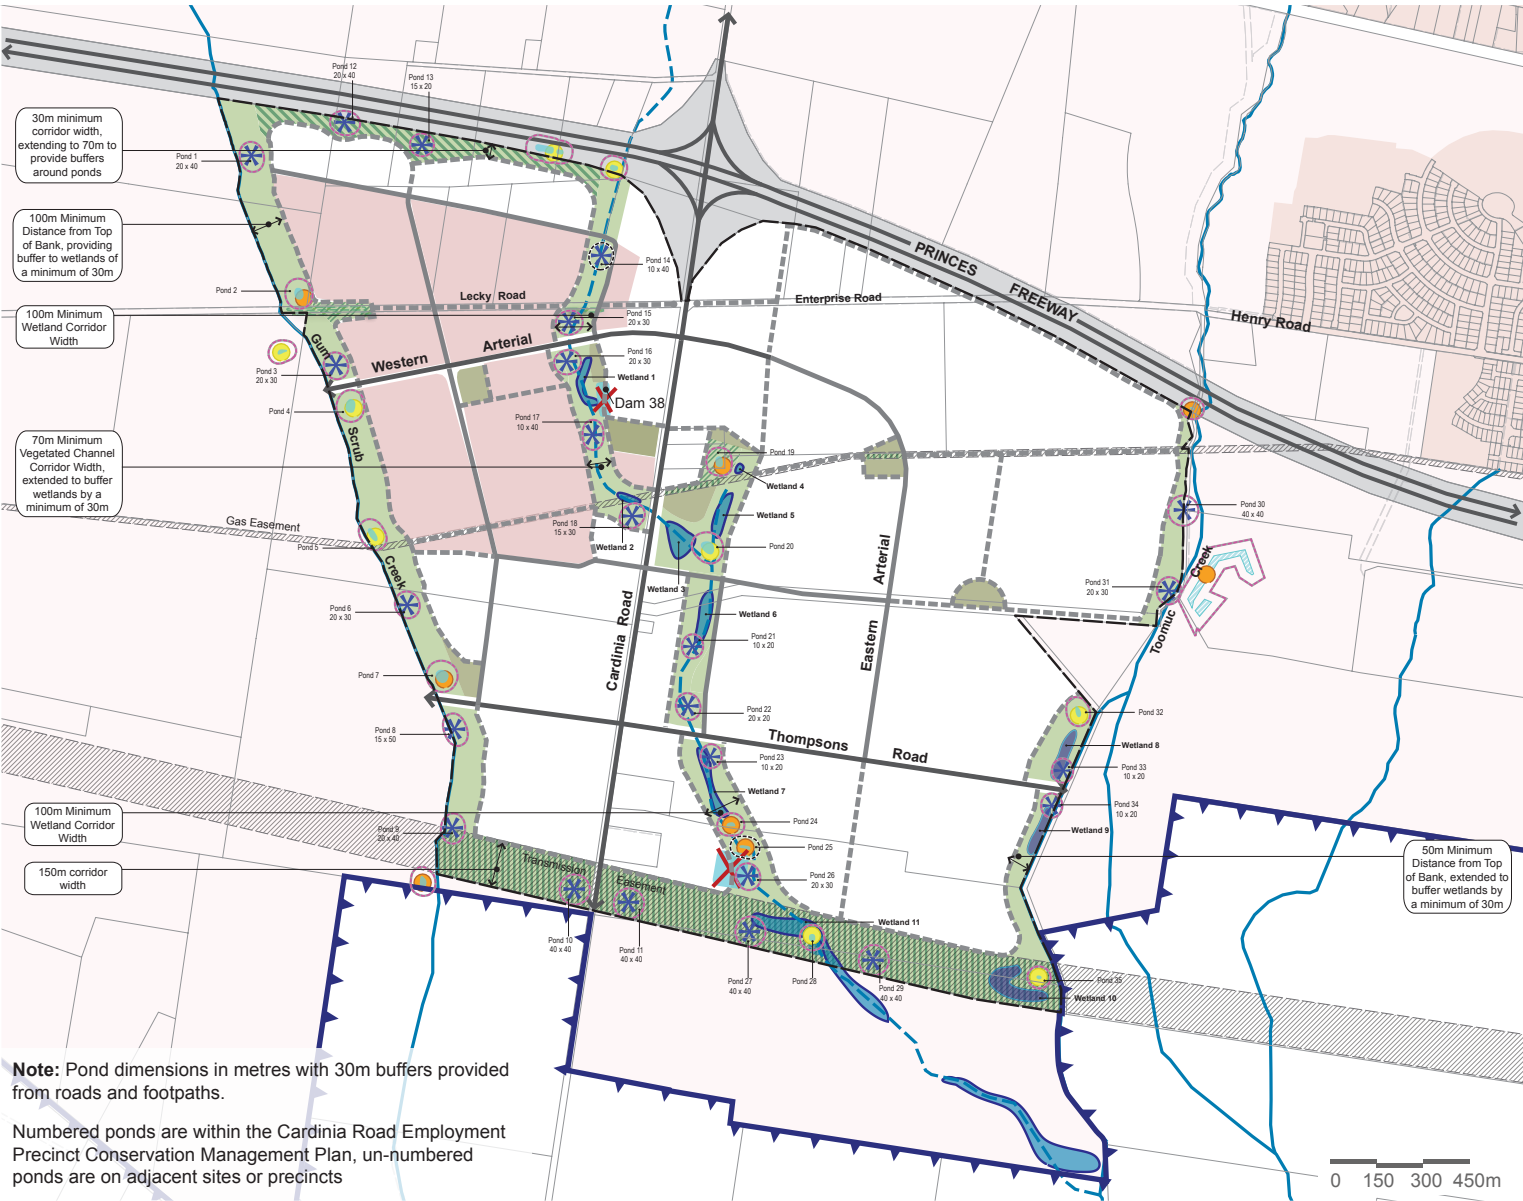 Pond 12
20 x 40
Pond 13
15 x 20
30m minimum
corridor width,
extending to 70m to
provide buffers
around ponds
Pond 1
20 x 40
100m Minimum
Distance from Top
of Bank, providing
buffer to wetlands of
a minimum of 30m
Pond 14
10 x 40
PRINCES
FREEWAY
Pond 2
Lecky Road
Enterprise Road
Henry Road
100m Minimum
Wetland Corridor
Width
Pond 15
20 x 30
Gum
Scrub
Creek
Western
Arterial
Pond 16
20 x 30
Pond 3
20 x 30
Wetland 1
Dam 38
Pond 4
Pond 17
10 x 40
70m Minimum
Vegetated Channel
Corridor Width,
extended to buffer
wetlands by a
minimum of 30m
Pond 19
Wetland 4
Pond 30
40 x 40
Wetland 5
Gas Easement
Pond 18
15 x 30
Pond 5
Wetland 2
Pond 20
Eastern
Arterial
Toomuc
Creek
Pond 31
20 x 30
Wetland 3
Pond 6
20 x 30
Wetland 6
Cardinia Road
Pond 21
10 x 20
Pond 7
Pond 22
20 x 20
Pond 32
Pond 8
15 x 50
Thompsons
Road
Wetland 8
Pond 23
10 x 20
Pond 33
10 x 20
Wetland 7
100m Minimum
Wetland Corridor
Width
Pond 34
10 x 20
Pond 9
20 x 40
Pond 24
Wetland 9
Pond 25
50m Minimum
Distance from Top
of Bank, extended to
buffer wetlands by
a minimum of 30m
150m corridor
width
Transmission
Easement
Pond 26
20 x 30
Wetland 11
Pond 10
40 x 40
Pond 11
40 x 40
Pond 27
40 x 40
Pond 28
Pond 29
40 x 40
Pond 35
Wetland 10
Note: Pond dimensions in metres with 30m buffers provided
from roads and footpaths.
Numbered ponds are within the Cardinia Road Employment
Precinct Conservation Management Plan, un-numbered
ponds are on adjacent sites or precincts
0 150 300 450m